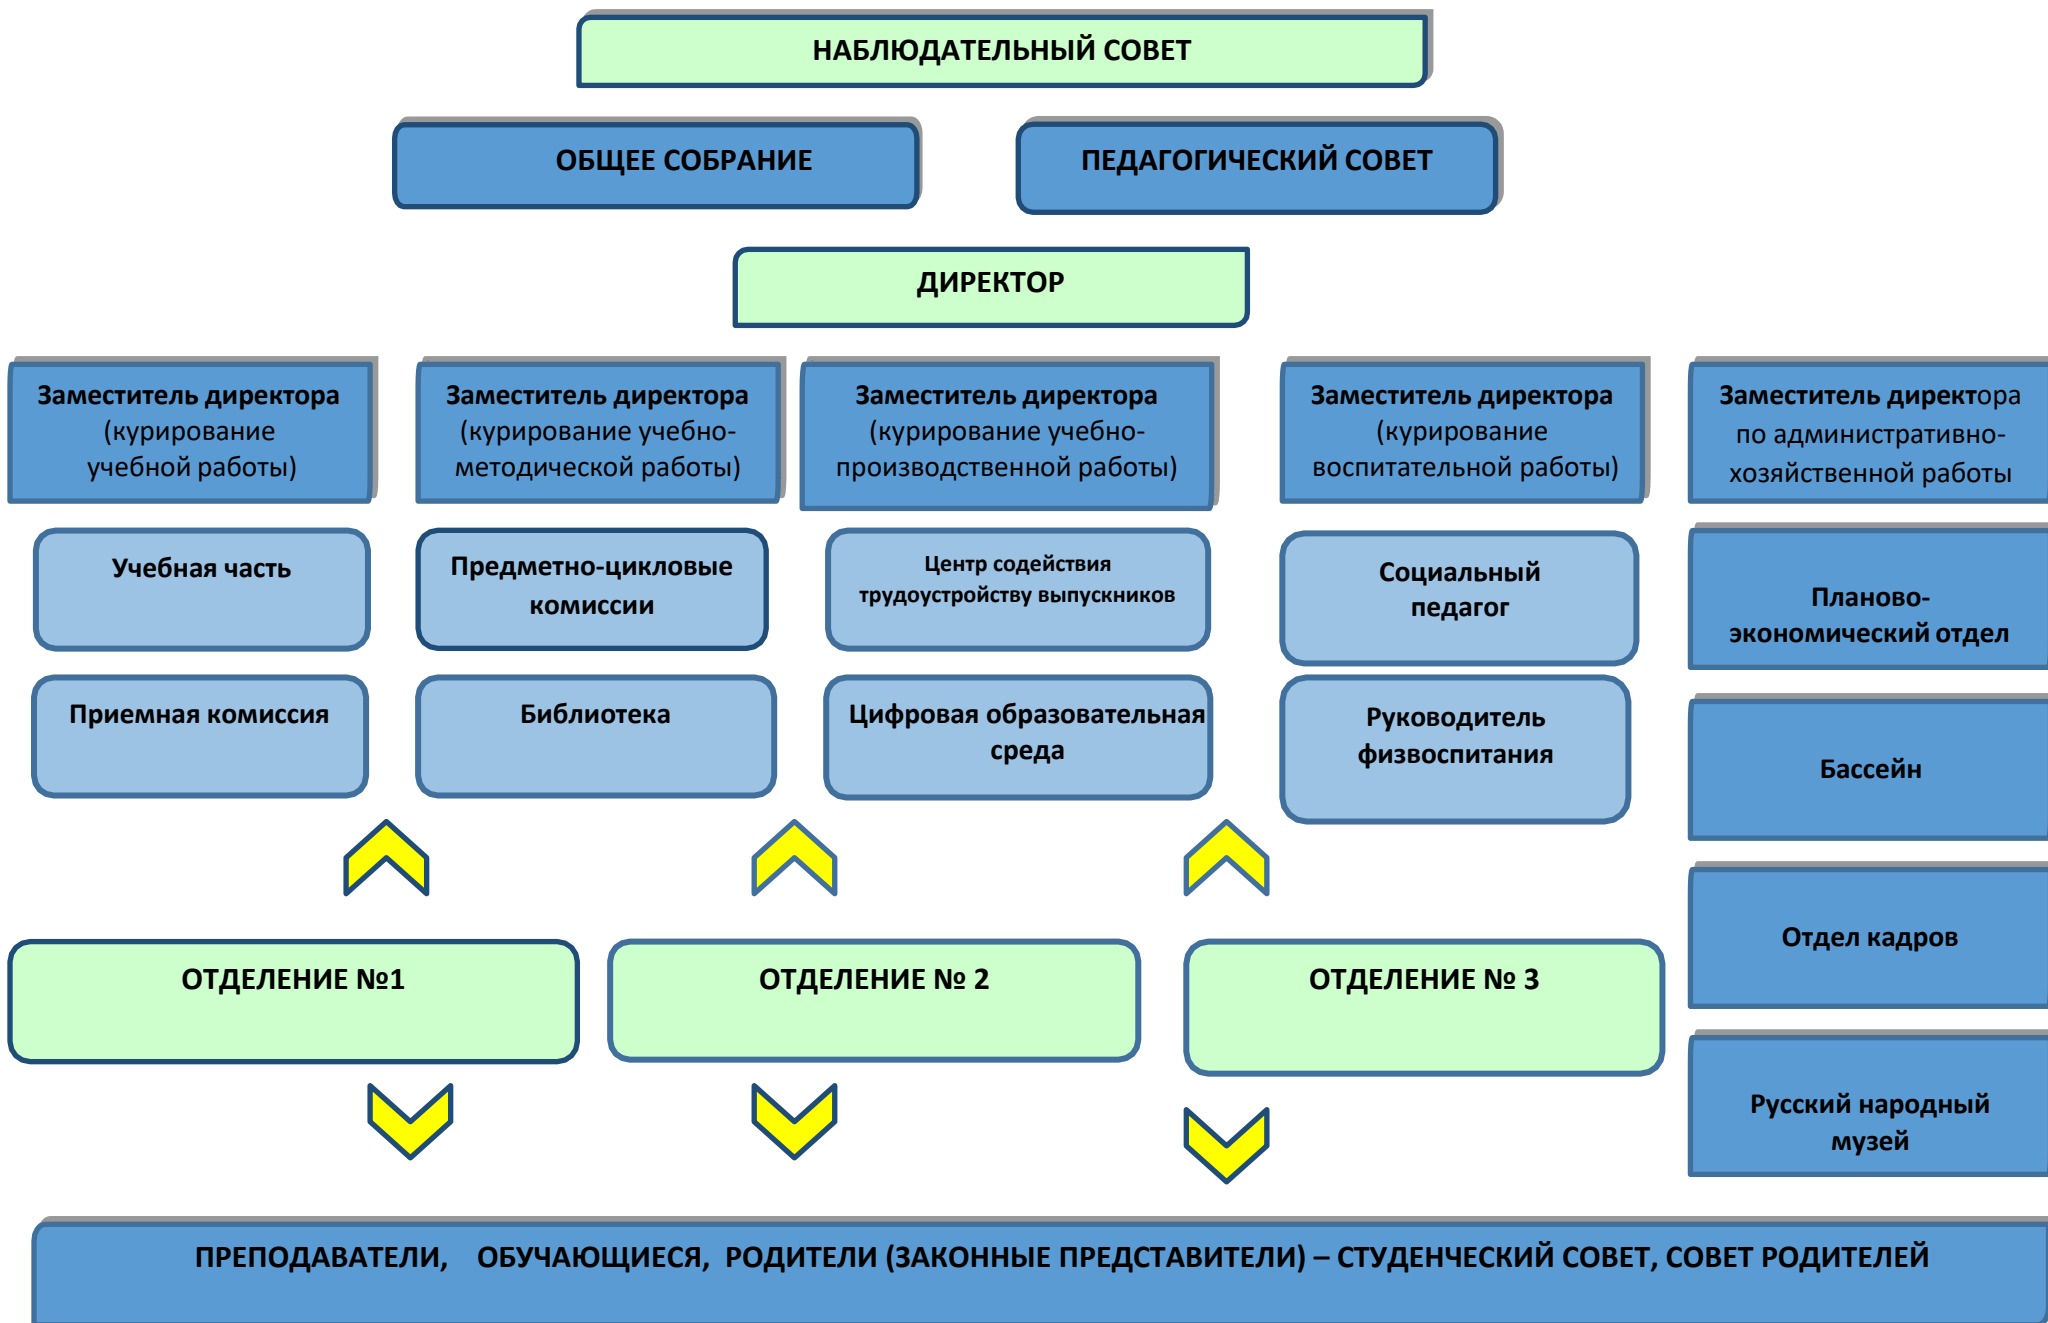 НАБЛЮДАТЕЛЬНЫЙ СОВЕТ
ОБЩЕЕ СОБРАНИЕ
ПЕДАГОГИЧЕСКИЙ СОВЕТ
ДИРЕКТОР
Заместитель директора
(курирование
учебной работы)
Заместитель директора
(курирование учебно-
методической работы)
Заместитель директора
(курирование учебно-
производственной работы)
Заместитель директора
(курирование
воспитательной работы)
Заместитель директора
по административно-
хозяйственной работы
Учебная часть
Предметно-цикловые
комиссии
Центр содействия
трудоустройству выпускников
Социальный
педагог
Планово-
экономический отдел
Приемная комиссия
Библиотека
Цифровая образовательная
среда
Руководитель
физвоспитания
Бассейн
Отдел кадров
ОТДЕЛЕНИЕ №1
ОТДЕЛЕНИЕ № 2
ОТДЕЛЕНИЕ № 3
Русский народный
музей
ПРЕПОДАВАТЕЛИ, ОБУЧАЮЩИЕСЯ, РОДИТЕЛИ (ЗАКОННЫЕ ПРЕДСТАВИТЕЛИ) – СТУДЕНЧЕСКИЙ СОВЕТ, СОВЕТ РОДИТЕЛЕЙ